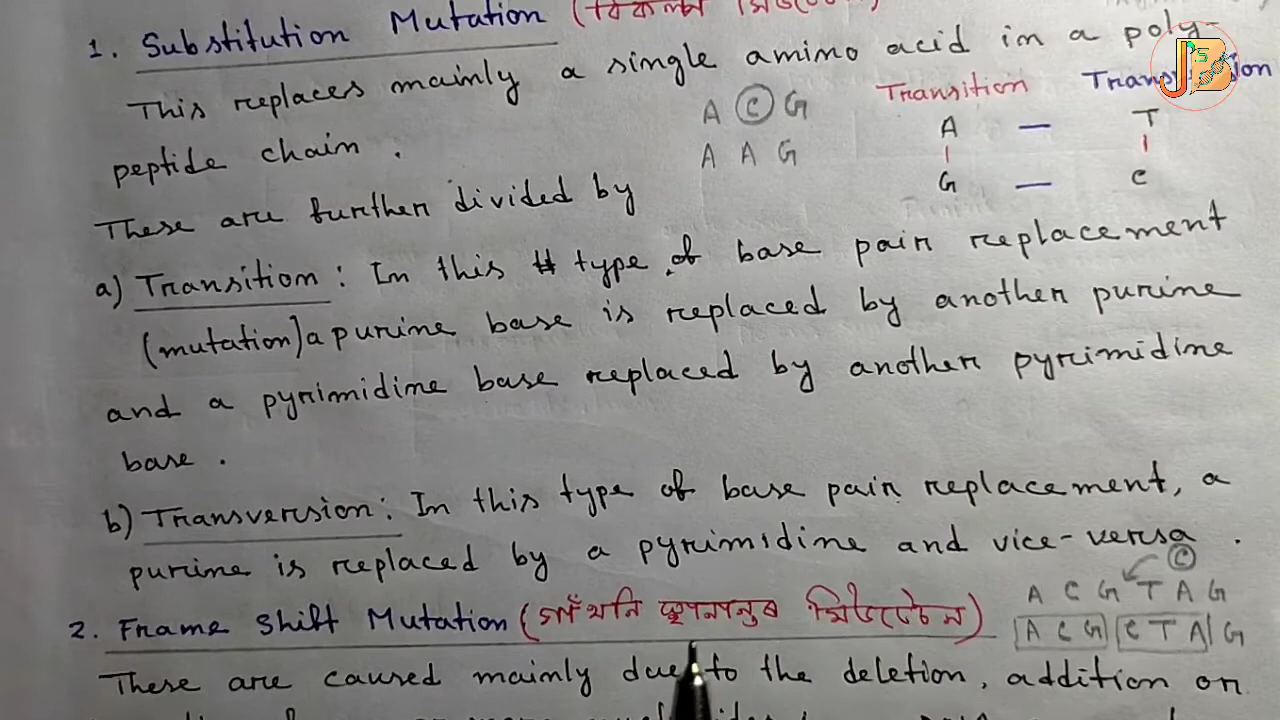 1. Substitution Mutation
This replaces mainly a single amino acid in a poly-
peptide chain.
A C G
A A G
Transition Transversion
A — T
G — C
These are further divided by
a) Transition: In this type of base pair replacement
(mutation) a purine base is replaced by another purine
and a pyrimidine base replaced by another pyrimidine
base.
b) Transversion: In this type of base pair replacement, a
purine is replaced by a pyrimidine and vice-versa.
C
A C G T A G
A C G C T A G
2. Frame Shift Mutation (
These are caused mainly due to the deletion, addition or
JB